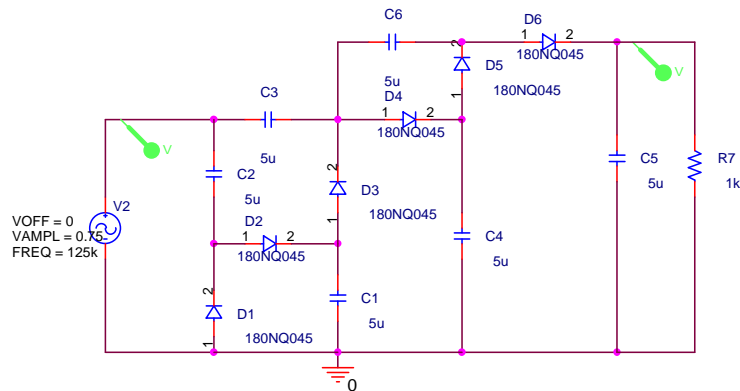 C6
D6
1
2
180NQ045
V
2
D5
1
180NQ045
5u
D4
1
2
180NQ045
C3
5u
V
C2
5u
2
D3
1
180NQ045
C5
5u
R7
1k
V2
VOFF = 0
VAMPL = 0.75
FREQ = 125k
D2
1
2
180NQ045
C4
5u
2
D1
1
180NQ045
C1
5u
0